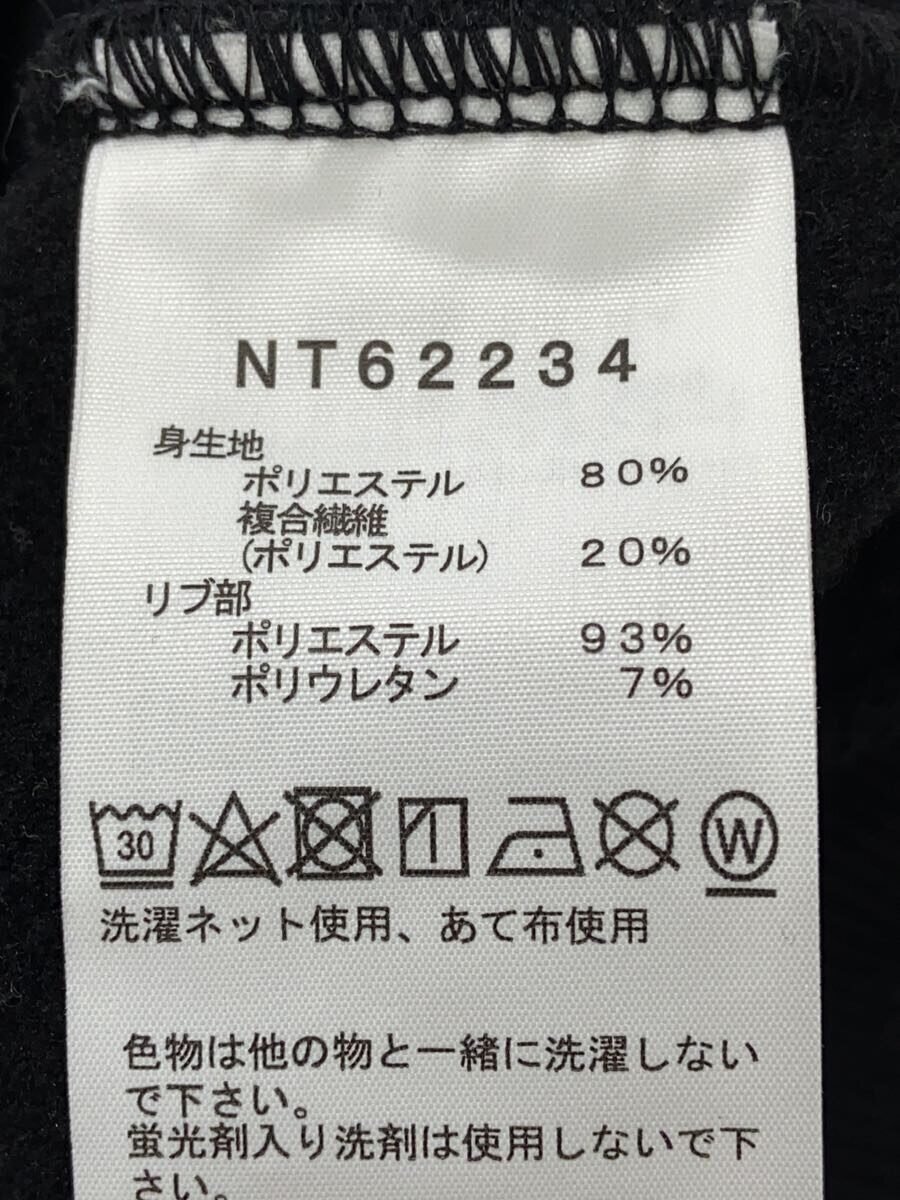 NT62234
身生地
ポリエステル 80%
複合繊維
(ポリエステル) 20%
リブ部
ポリエステル 93%
ポリウレタン 7%
30 W
洗濯ネット使用、あて布使用
色物は他の物と一緒に洗濯しない
で下さい。
蛍光剤入り洗剤は使用しないで下
さい。